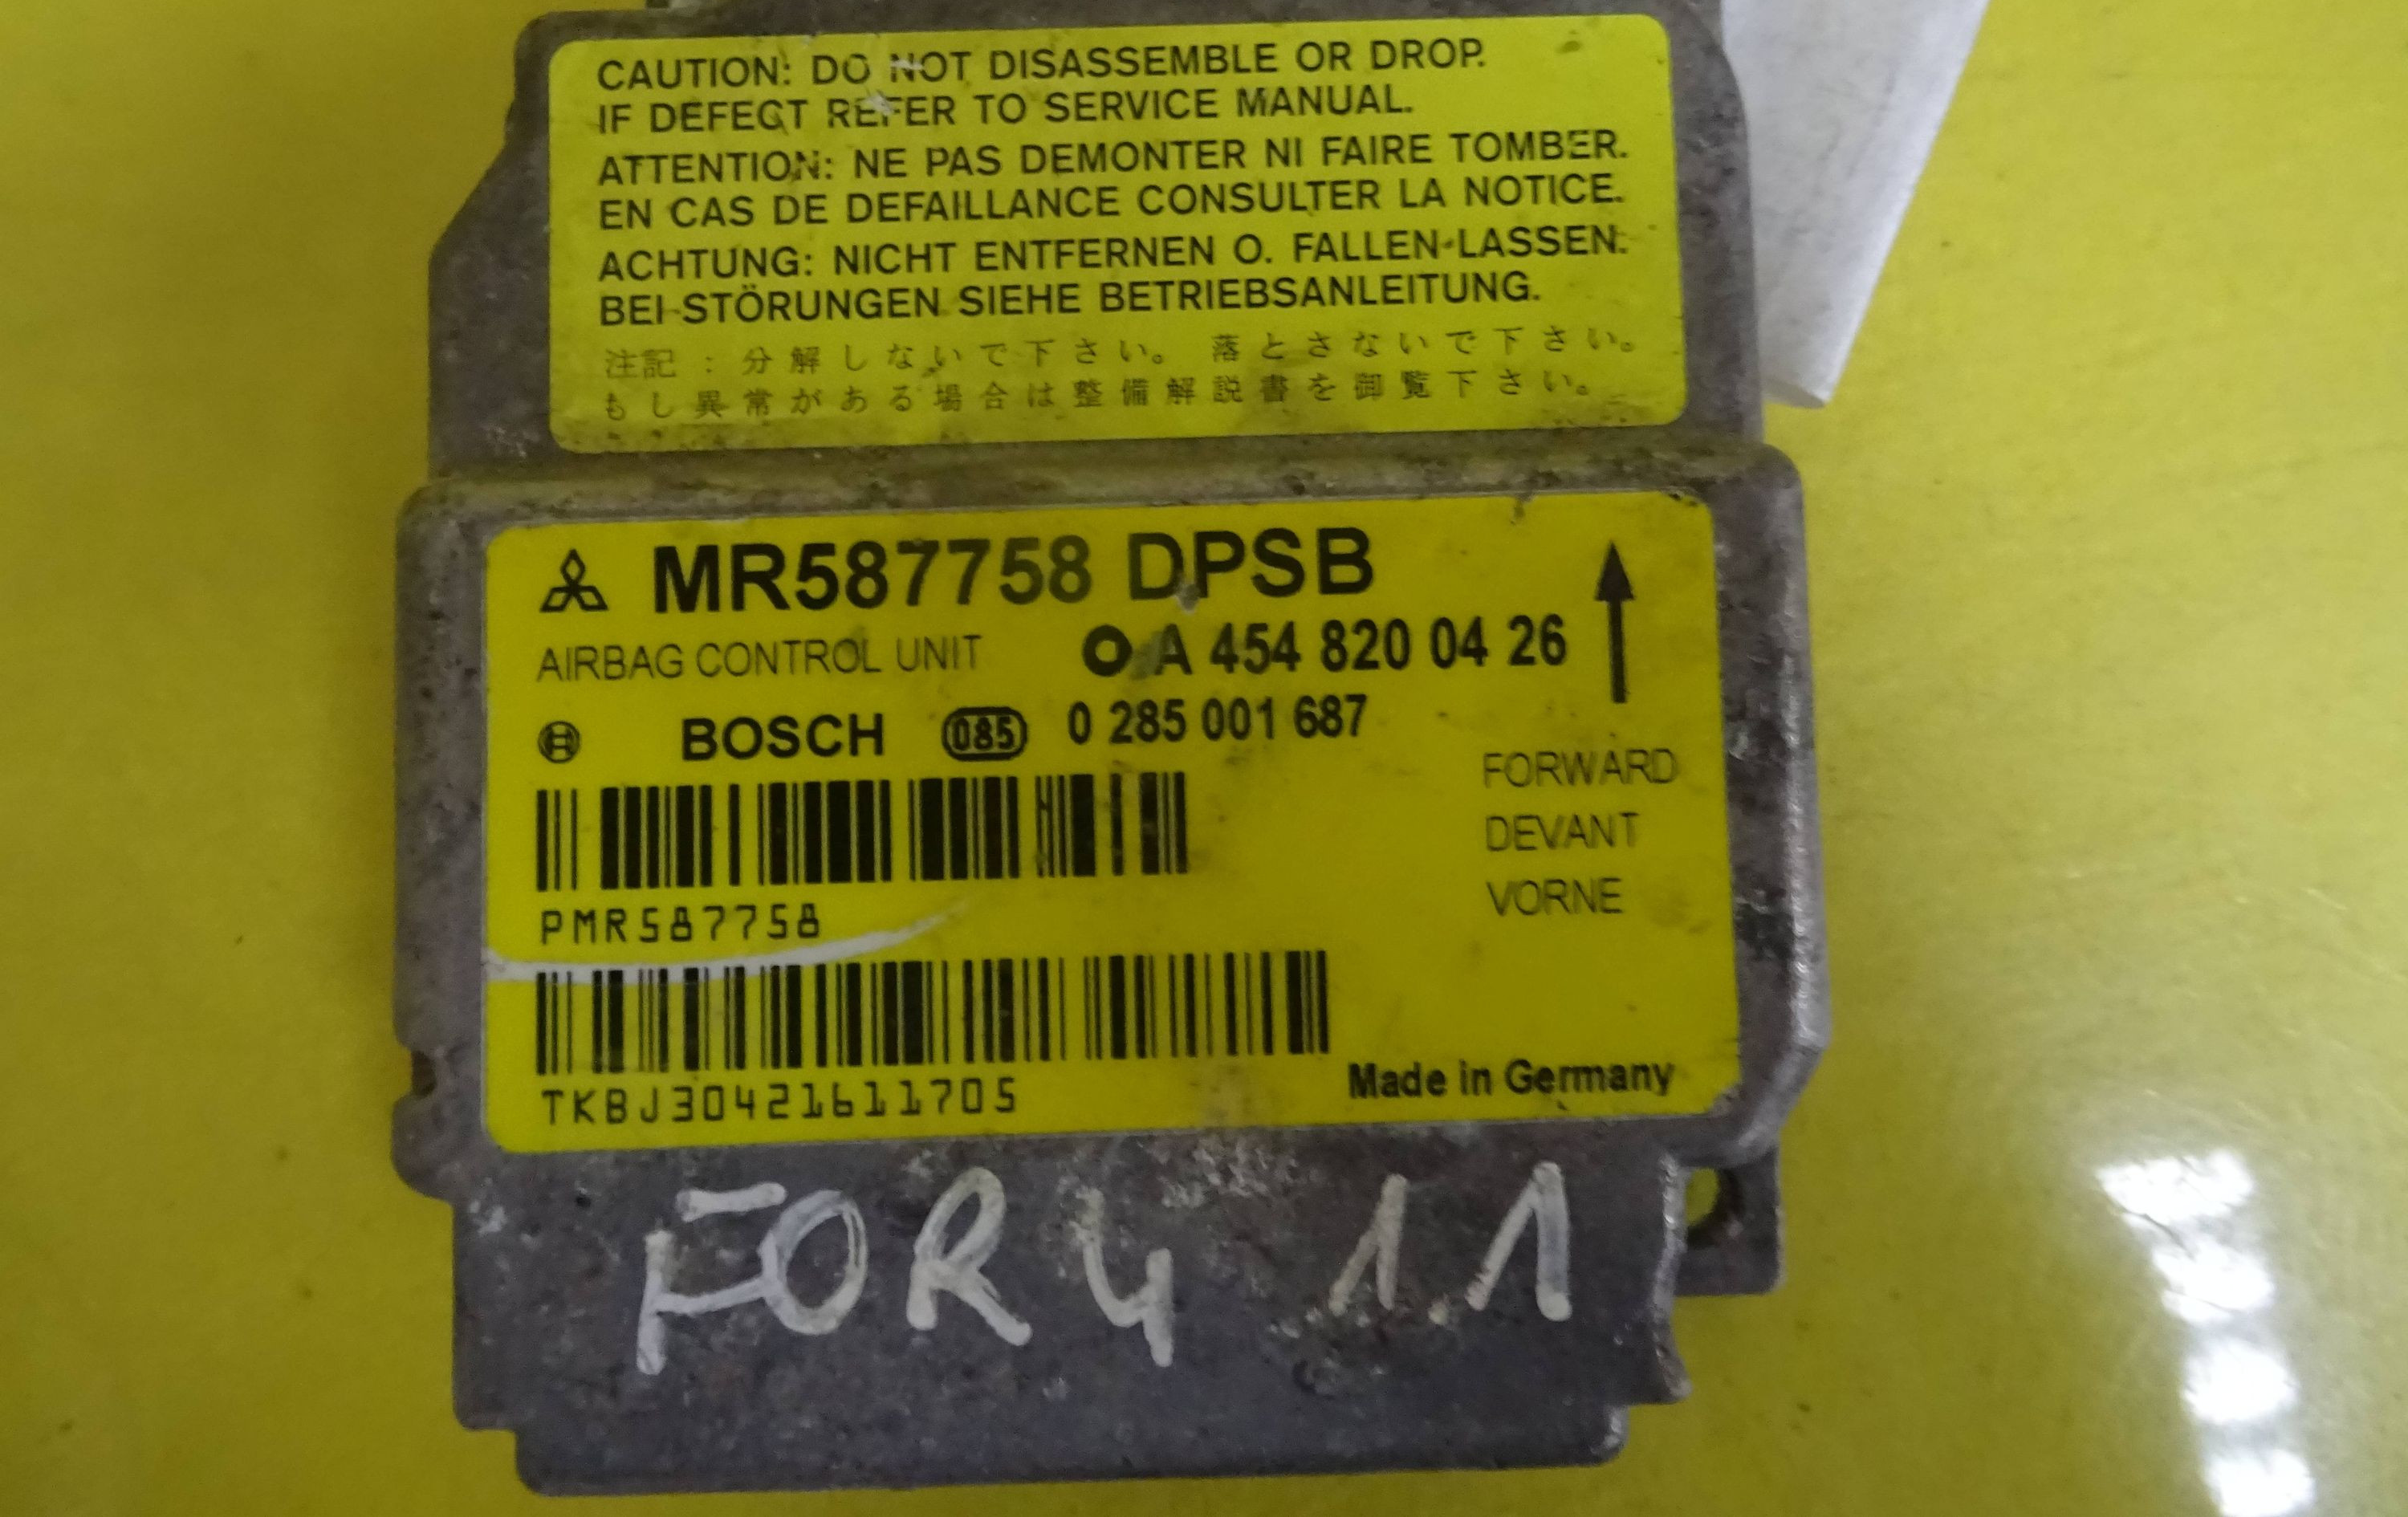 CAUTION: DO NOT DISASSEMBLE OR DROP.
IF DEFECT REFER TO SERVICE MANUAL.
ATTENTION: NE PAS DEMONTER NI FAIRE TOMBER.
EN CAS DE DEFAILLANCE CONSULTER LA NOTICE.
ACHTUNG: NICHT ENTFERNEN O. FALLEN LASSEN.
BEI STÖRUNGEN SIEHE BETRIEBSANLEITUNG.
注記：分解しないで下さい。落とさないで下さい。
もし異常がある場合は整備解説書を御覧下さい。
MR587758 DPSB
AIRBAG CONTROL UNIT A 454 820 04 26
BOSCH 085 0 285 001 687
FORWARD
DEVANT
VORNE
PMR587758
TKBJ30421611705
Made in Germany
FOR4 1.1